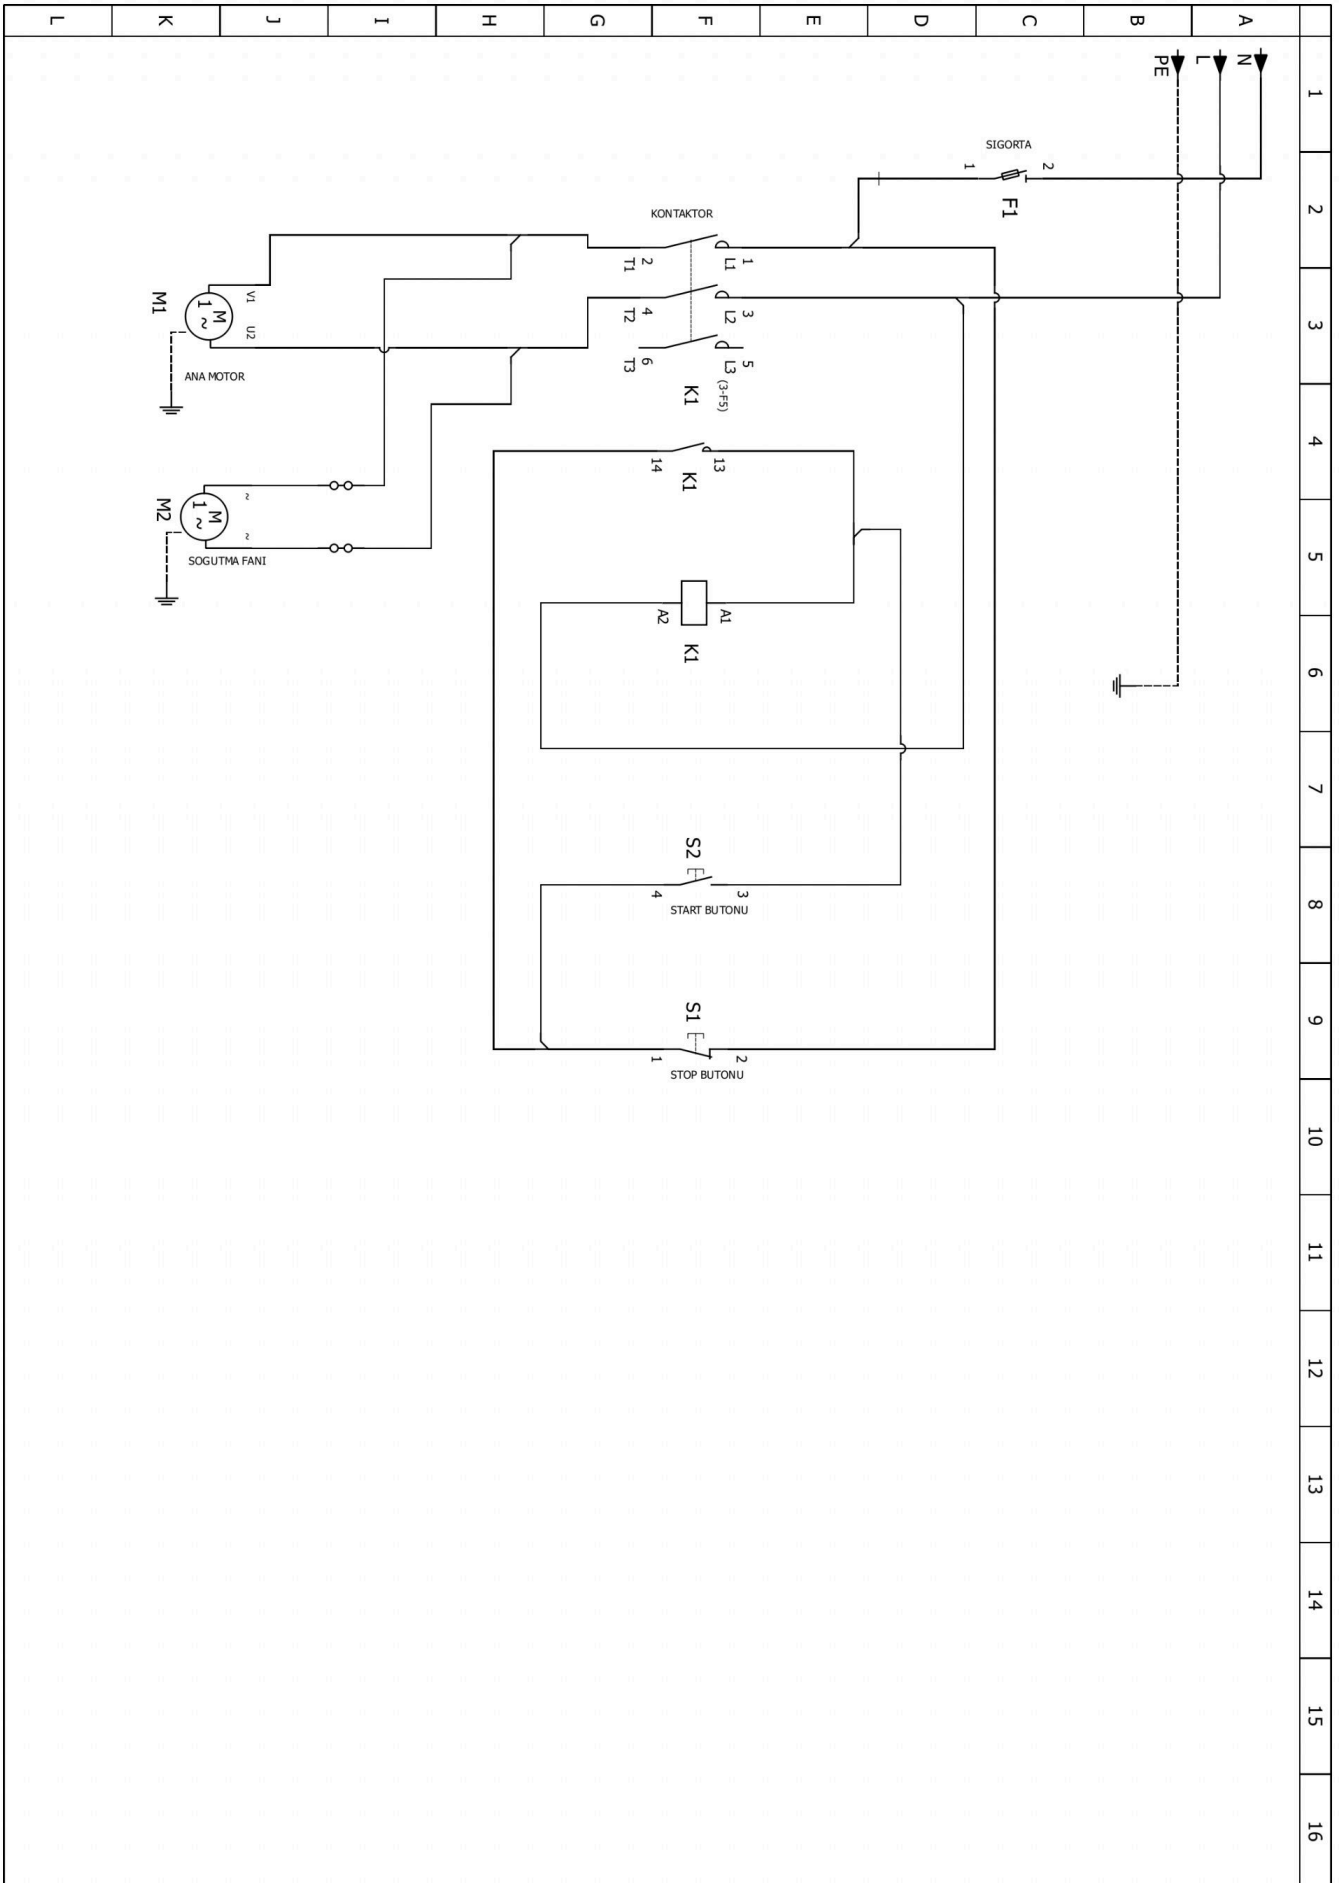 A
B
C
D
E
F
G
H
I
J
K
L
1
2
3
4
5
6
7
8
9
10
11
12
13
14
15
16
N
L
PE
SIGORTA
1
2
F1
KONTAKTOR
1
L1
2
T1
3
L2
4
T2
5
L3
6
T3
(3-F5)
K1
13
14
K1
A1
A2
K1
S2
3
4
START BUTONU
S1
2
1
STOP BUTONU
M1
M
1 ~
V1
U2
ANA MOTOR
M2
M
1 ~
~
~
SOGUTMA FANI